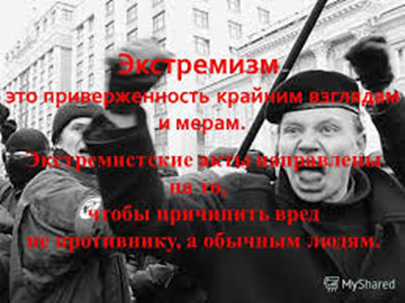 Экстремизм
это приверженность крайним взглядам
и мерам.
Экстремистские акты направлены
на то,
чтобы причинить вред
не противнику, а обычным людям.
MyShared